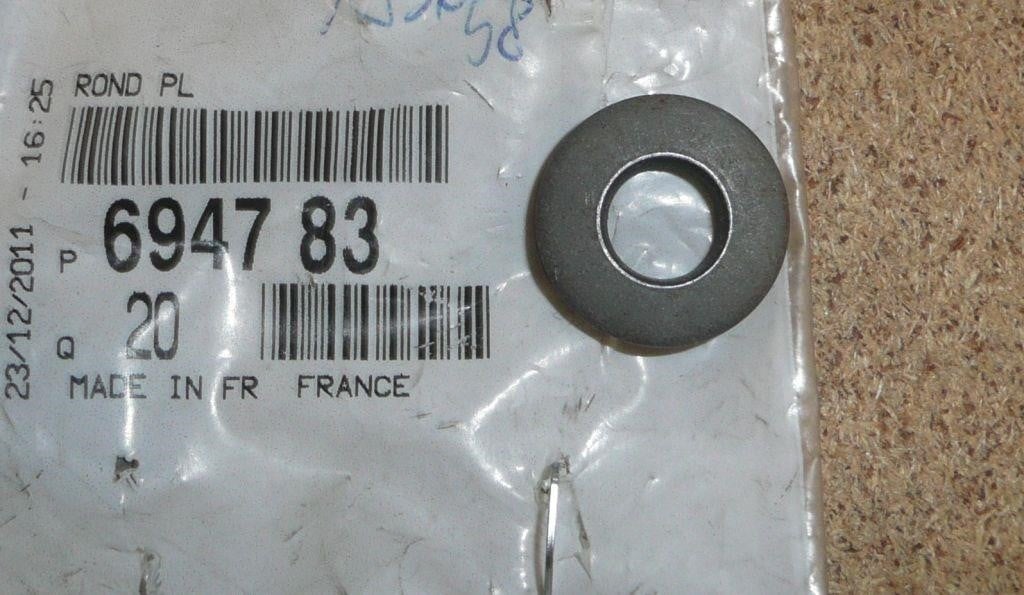 ROND PL
P 6947 83
Q 20
MADE IN FR FRANCE
23/12/2011 - 16:25